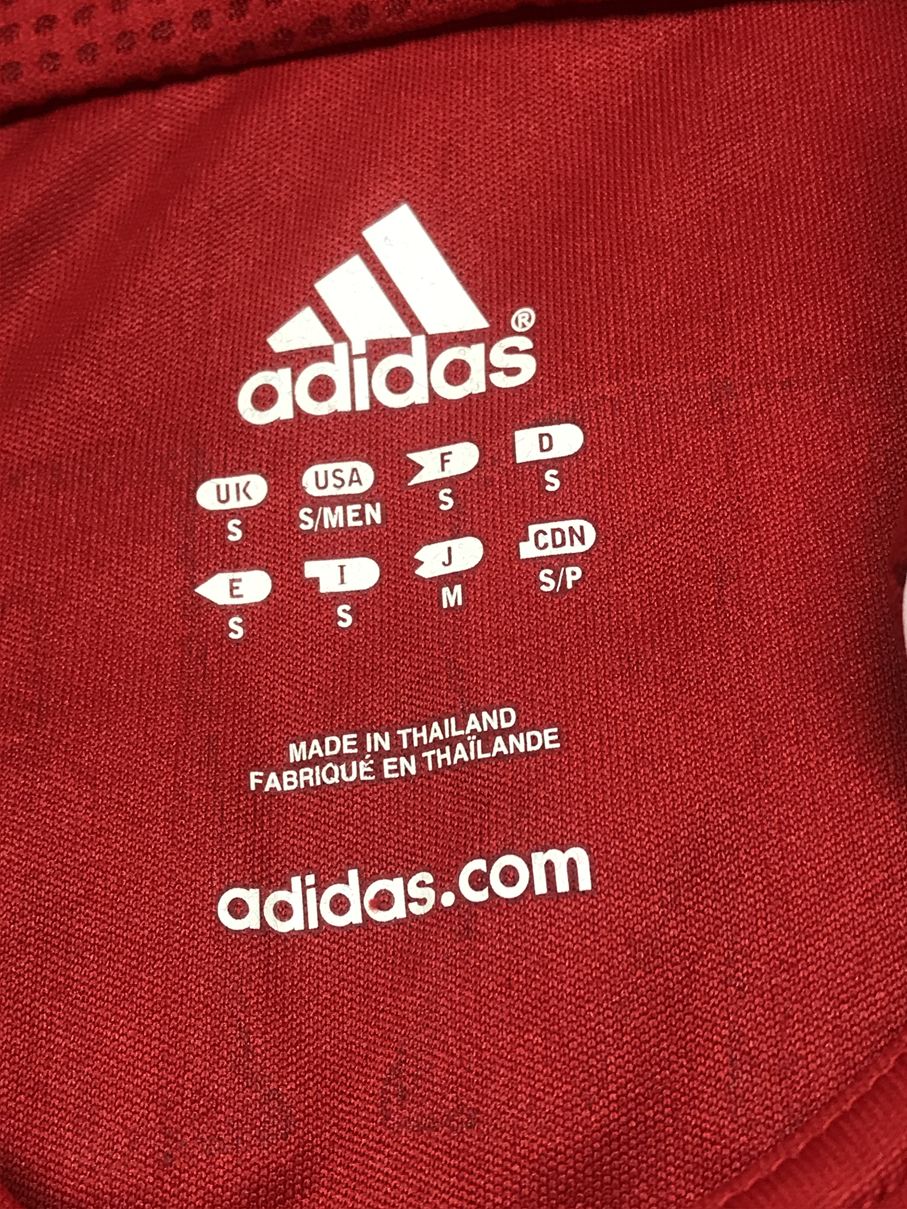 adidas®
UK USA F D
S S/MEN S S
E I J CDN
S S M S/P
MADE IN THAILAND
FABRIQUÉ EN THAÏLANDE
adidas.com